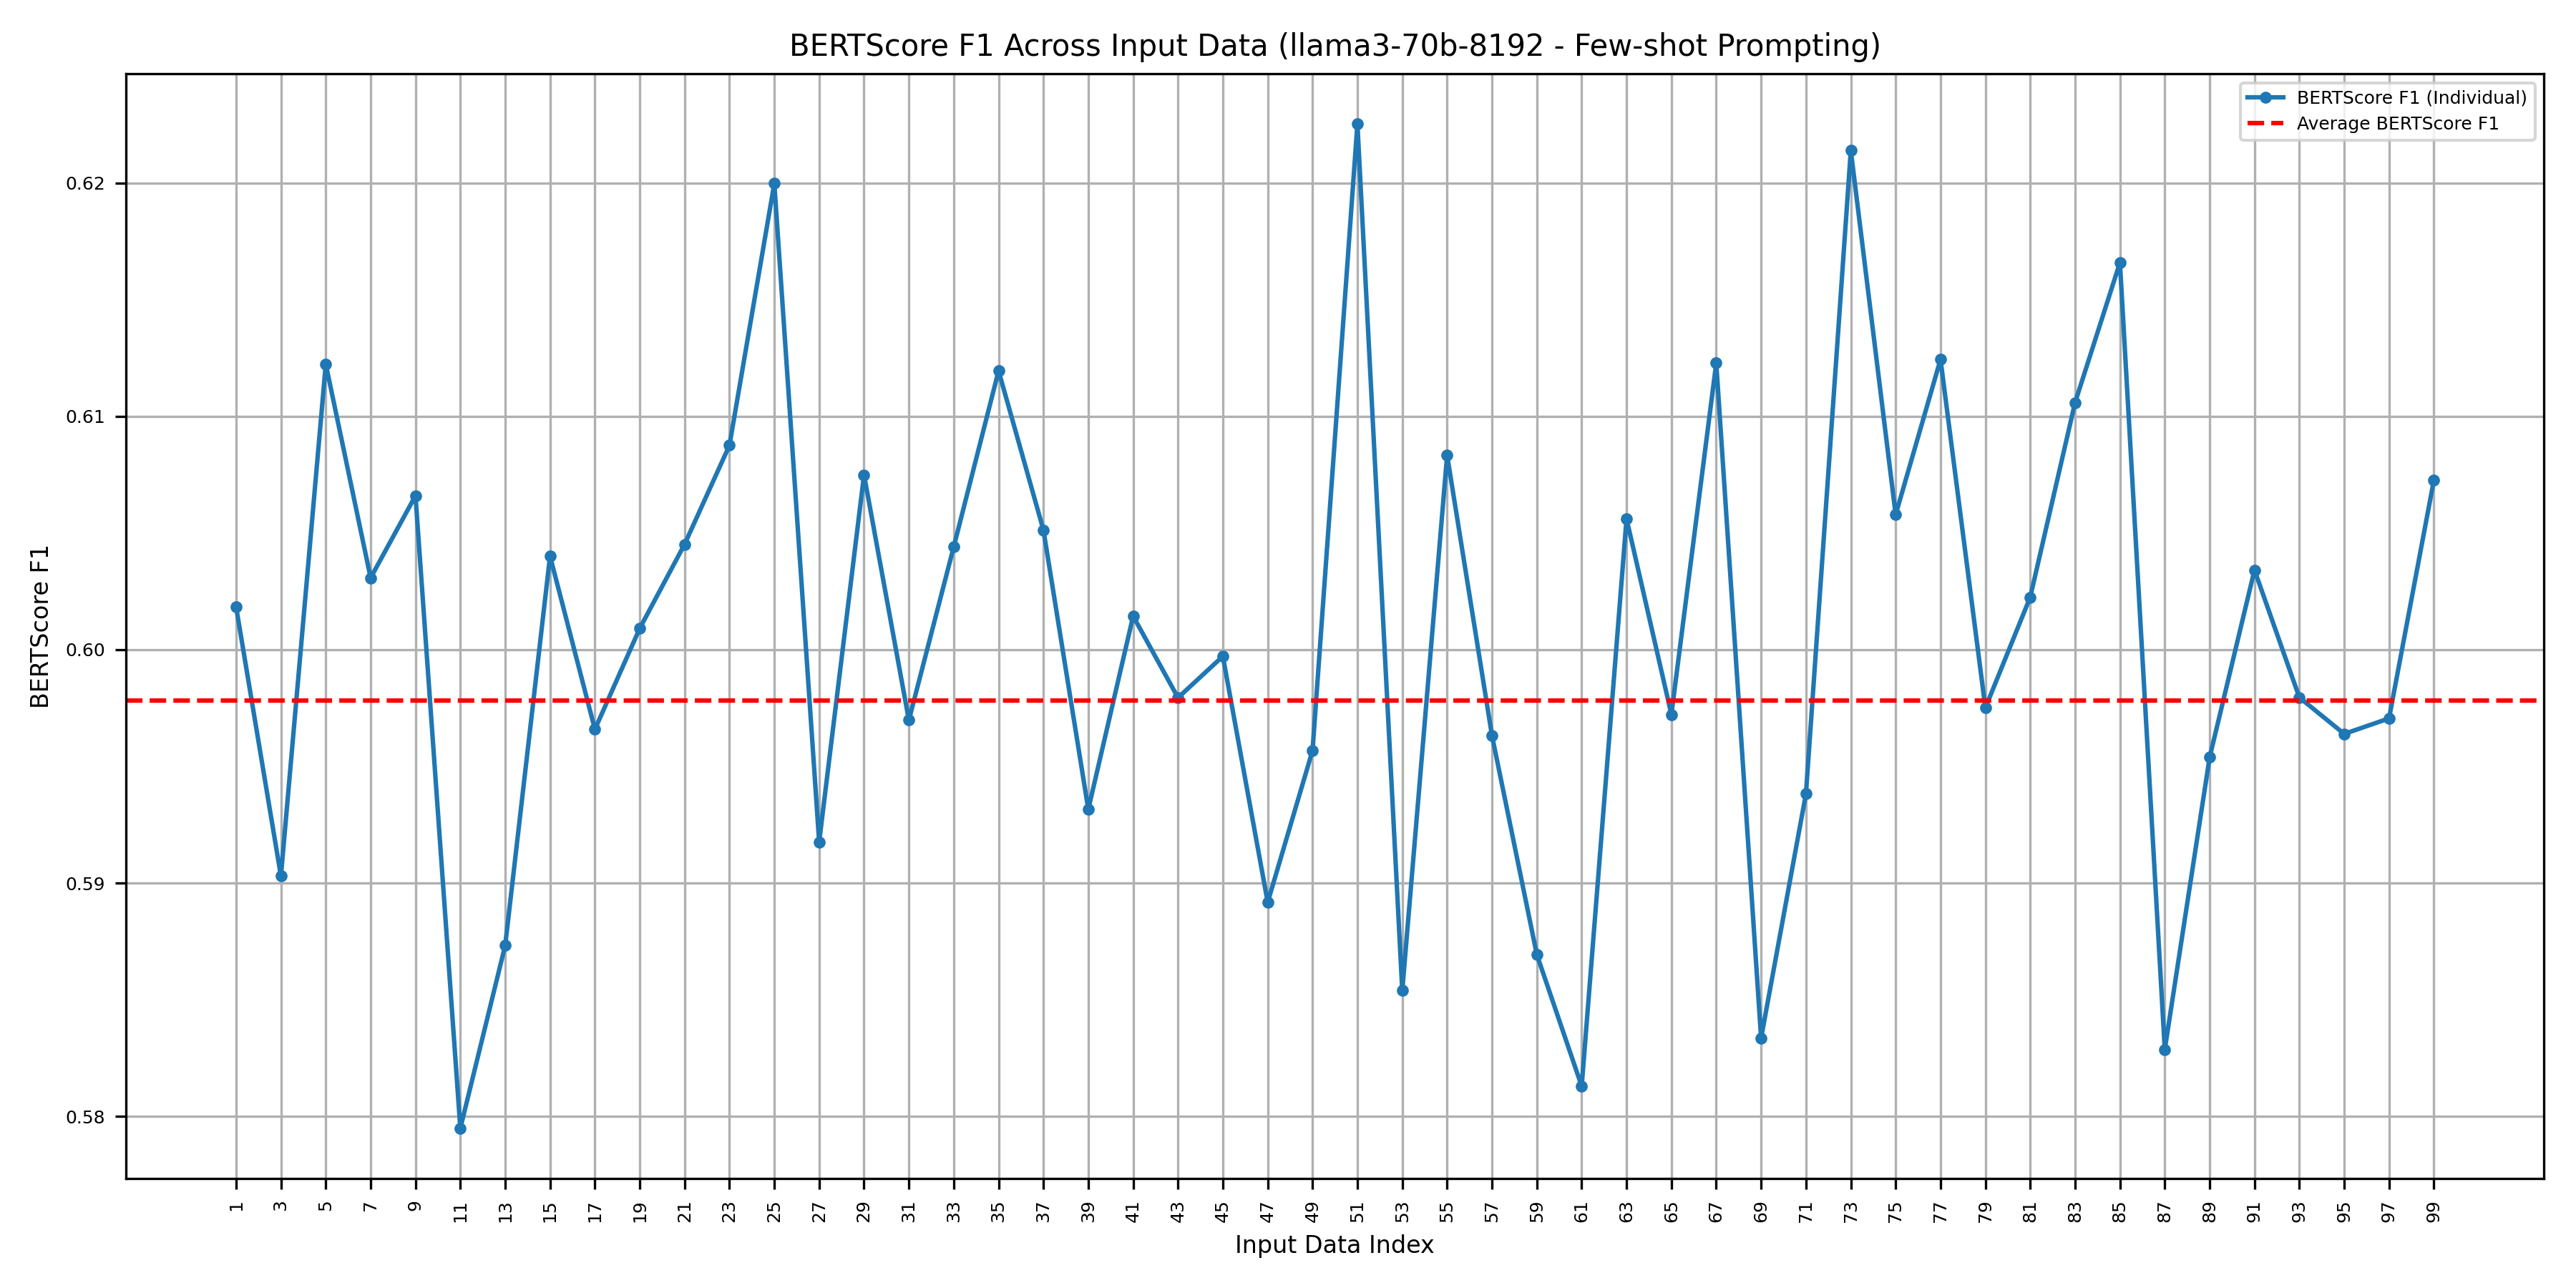 BERTScore F1 Across Input Data (llama3-70b-8192 - Few-shot Prompting)
BERTScore F1 (Individual)
Average BERTScore F1
BERTScore F1
0.62
0.61
0.60
0.59
0.58
1 3 5 7 9 11 13 15 17 19 21 23 25 27 29 31 33 35 37 39 41 43 45 47 49 51 53 55 57 59 61 63 65 67 69 71 73 75 77 79 81 83 85 87 89 91 93 95 97 99
Input Data Index